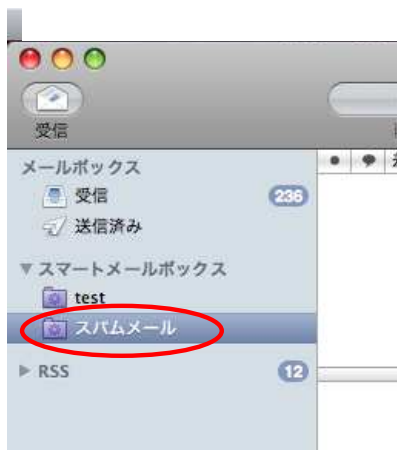 受信
メールボックス
受信 236
送信済み
スマートメールボックス
test
スパムメール
RSS 12